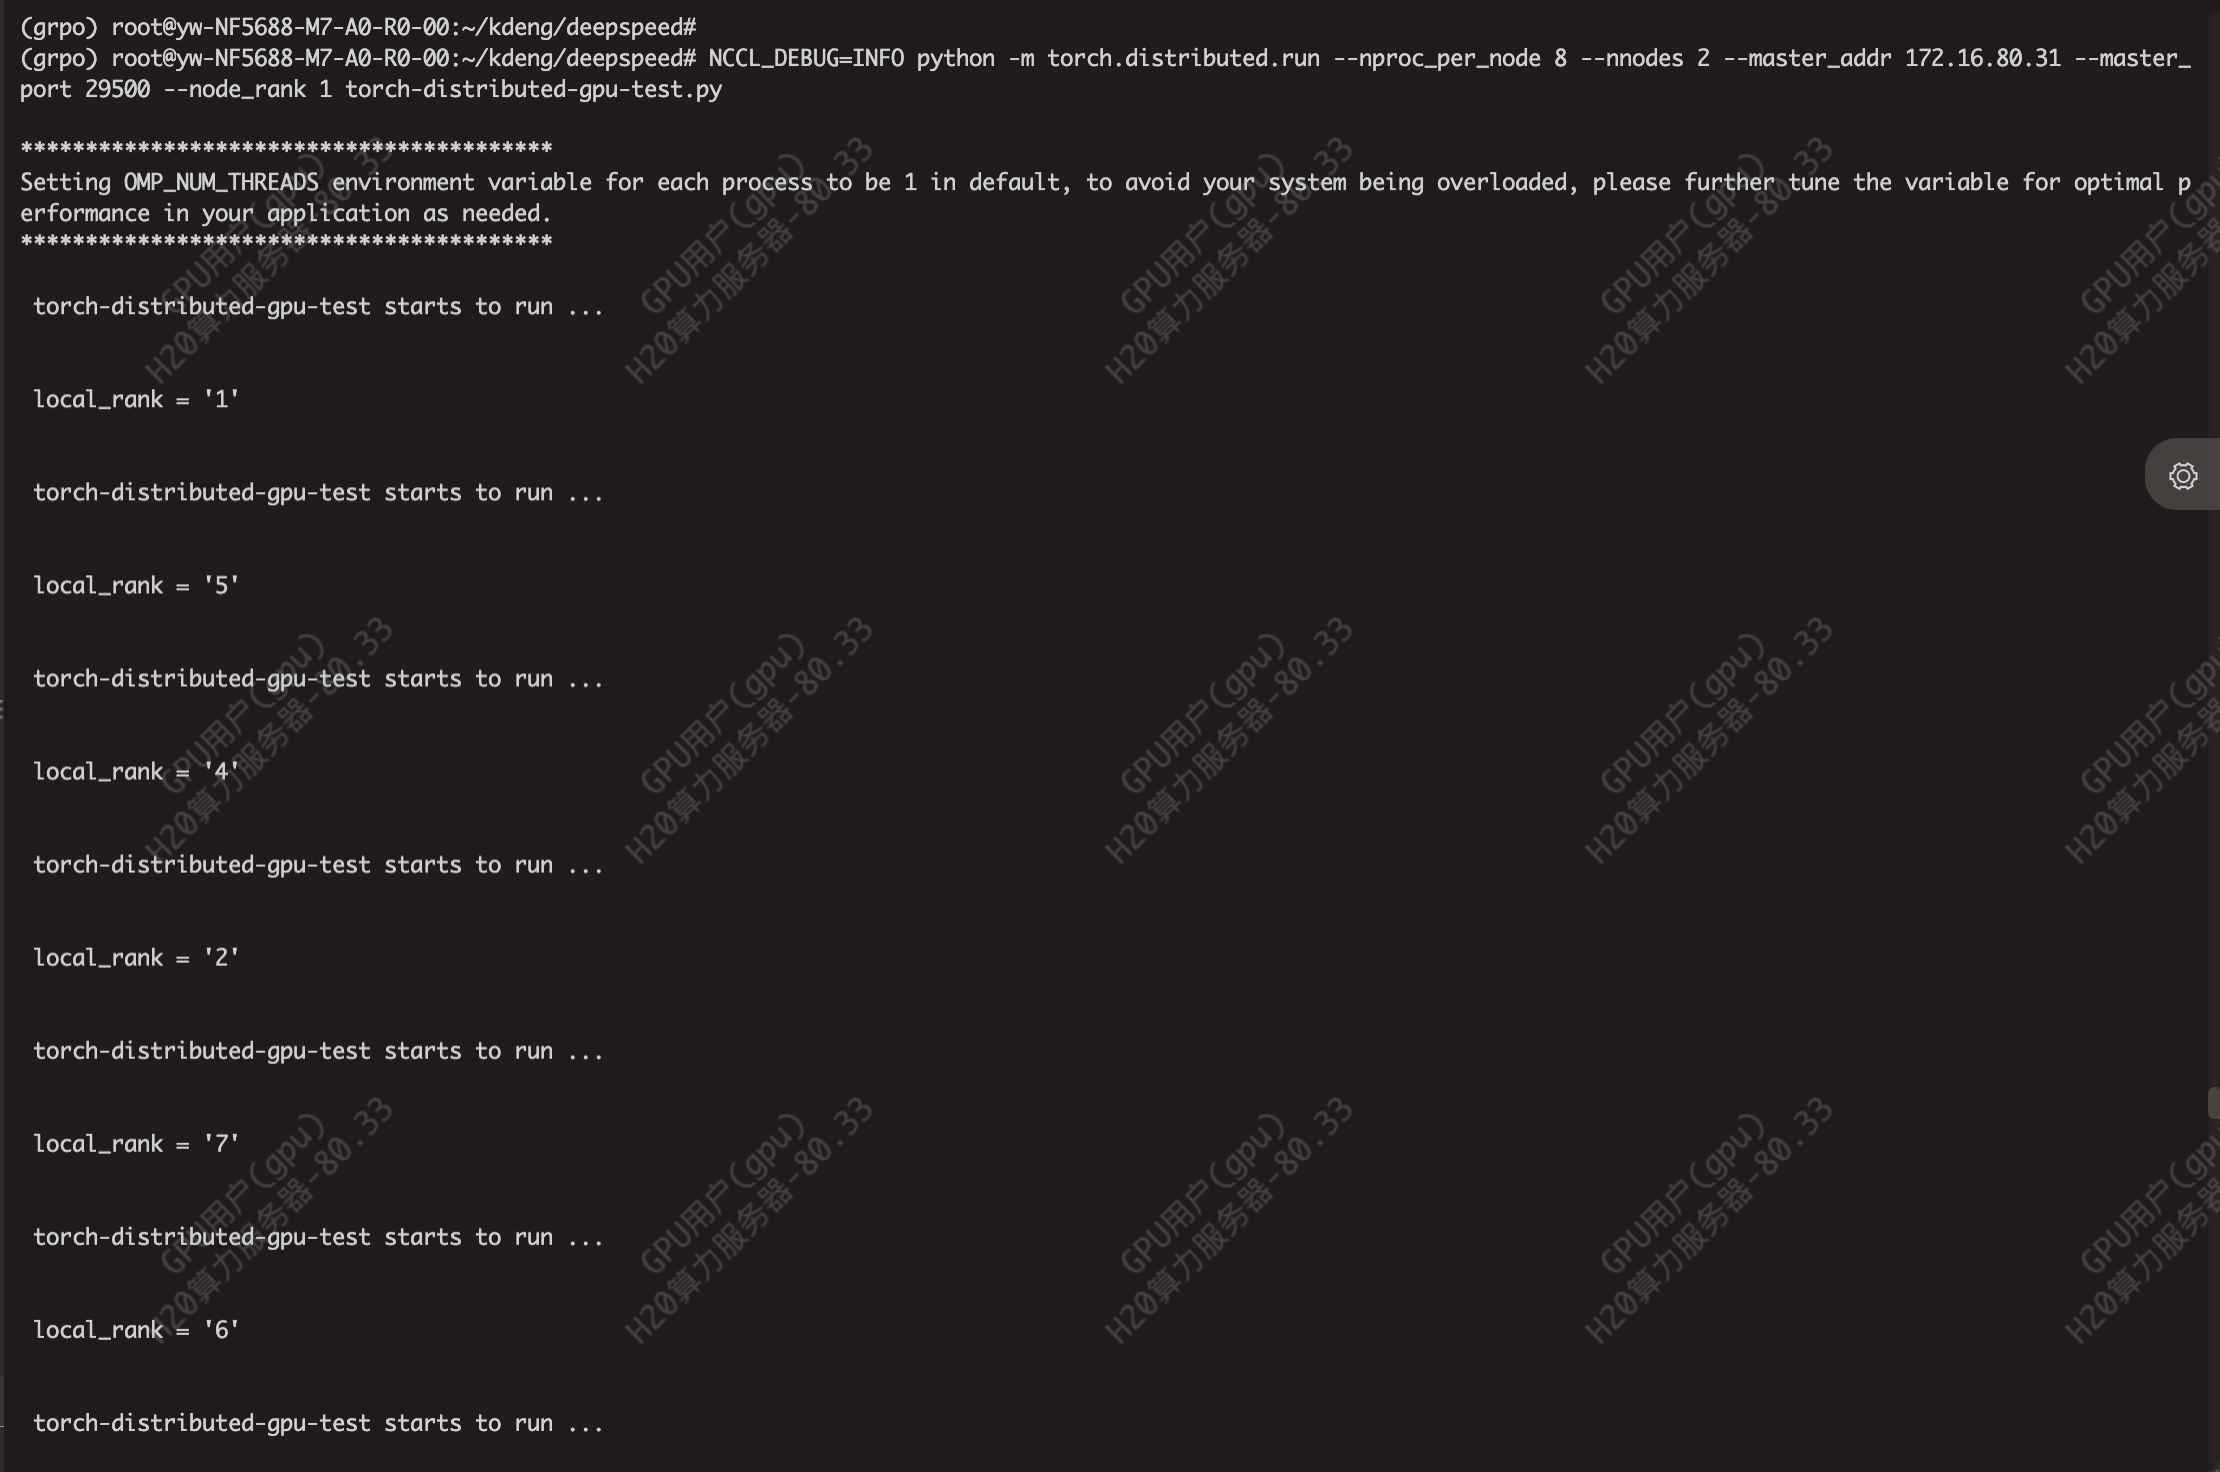 (grpo) root@yw-NF5688-M7-A0-R0-00:~/kdeng/deepspeed#
(grpo) root@yw-NF5688-M7-A0-R0-00:~/kdeng/deepspeed# NCCL_DEBUG=INFO python -m torch.distributed.run --nproc_per_node 8 --nnodes 2 --master_addr 172.16.80.31 --master_
port 29500 --node_rank 1 torch-distributed-gpu-test.py
*****************************************
Setting OMP_NUM_THREADS environment variable for each process to be 1 in default, to avoid your system being overloaded, please further tune the variable for optimal p
erformance in your application as needed.
*****************************************
torch-distributed-gpu-test starts to run ...
local_rank = '1'
torch-distributed-gpu-test starts to run ...
local_rank = '5'
torch-distributed-gpu-test starts to run ...
local_rank = '4'
torch-distributed-gpu-test starts to run ...
local_rank = '2'
torch-distributed-gpu-test starts to run ...
local_rank = '7'
torch-distributed-gpu-test starts to run ...
local_rank = '6'
torch-distributed-gpu-test starts to run ...
GPU用户(gpu)
H20算力服务器-80.33